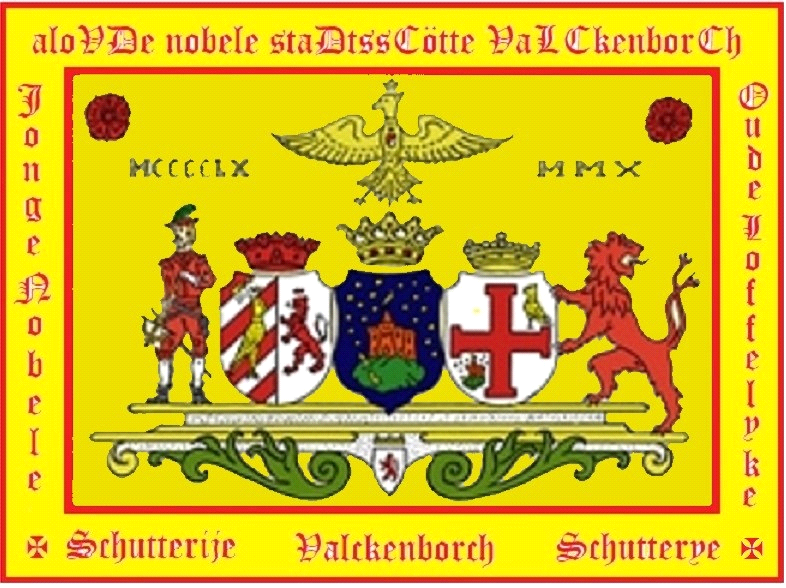 aloVDe nobele staDtssCötte VaLCkenborCh
Jonge Nobele
MCCCCLX
MMX
Oude Loffelyke
Schutterije Valckenborch Schutterye